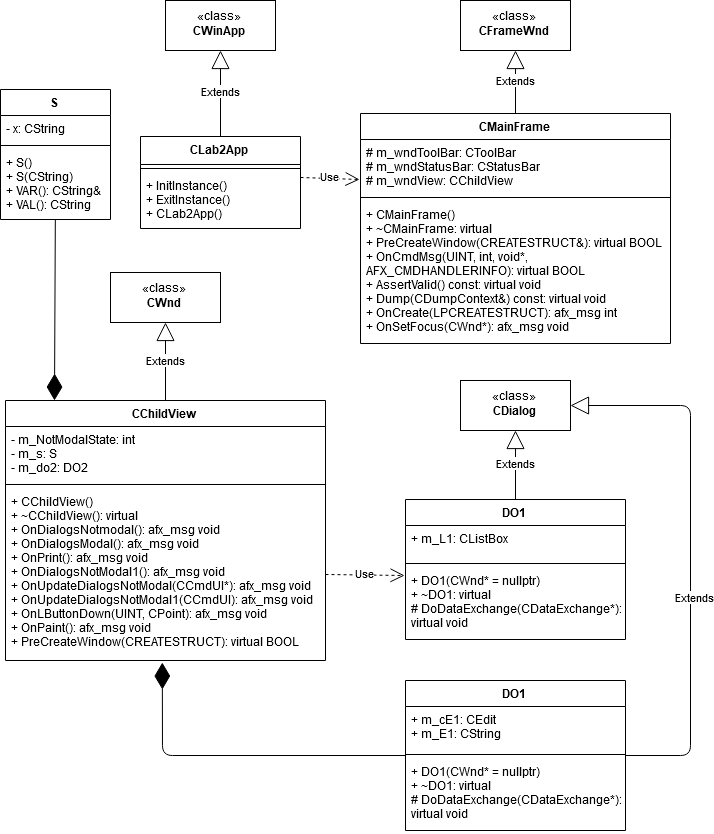 «class»
CWinApp
Extends
«class»
CFrameWnd
Extends
S
- x: CString
+ S()
+ S(CString)
+ VAR(): CString&
+ VAL(): CString
CLab2App
+ InitInstance()
+ ExitInstance()
+ CLab2App()
Use
CMainFrame
# m_wndToolBar: CToolBar
# m_wndStatusBar: CStatusBar
# m_wndView: CChildView
+ CMainFrame()
+ ~CMainFrame: virtual
+ PreCreateWindow(CREATESTRUCT&): virtual BOOL
+ OnCmdMsg(UINT, int, void*,
AFX_CMDHANDLERINFO): virtual BOOL
+ AssertValid() const: virtual void
+ Dump(CDumpContext&) const: virtual void
+ OnCreate(LPCREATESTRUCT): afx_msg int
+ OnSetFocus(CWnd*): afx_msg void
«class»
CWnd
Extends
CChildView
- m_NotModalState: int
- m_s: S
- m_do2: DO2
+ CChildView()
+ ~CChildView(): virtual
+ OnDialogsNotmodal(): afx_msg void
+ OnDialogsModal(): afx_msg void
+ OnPrint(): afx_msg void
+ OnDialogsNotModal1(): afx_msg void
+ OnUpdateDialogsNotModal(CCmdUI*): afx_msg void
+ OnUpdateDialogsNotModal1(CCmdUI): afx_msg void
+ OnLButtonDown(UINT, CPoint): afx_msg void
+ OnPaint(): afx_msg void
+ PreCreateWindow(CREATESTRUCT): virtual BOOL
Use
«class»
CDialog
Extends
DO1
+ m_L1: CListBox
+ DO1(CWnd* = nullptr)
+ ~DO1: virtual
# DoDataExchange(CDataExchange*):
virtual void
Extends
DO1
+ m_cE1: CEdit
+ m_E1: CString
+ DO1(CWnd* = nullptr)
+ ~DO1: virtual
# DoDataExchange(CDataExchange*):
virtual void